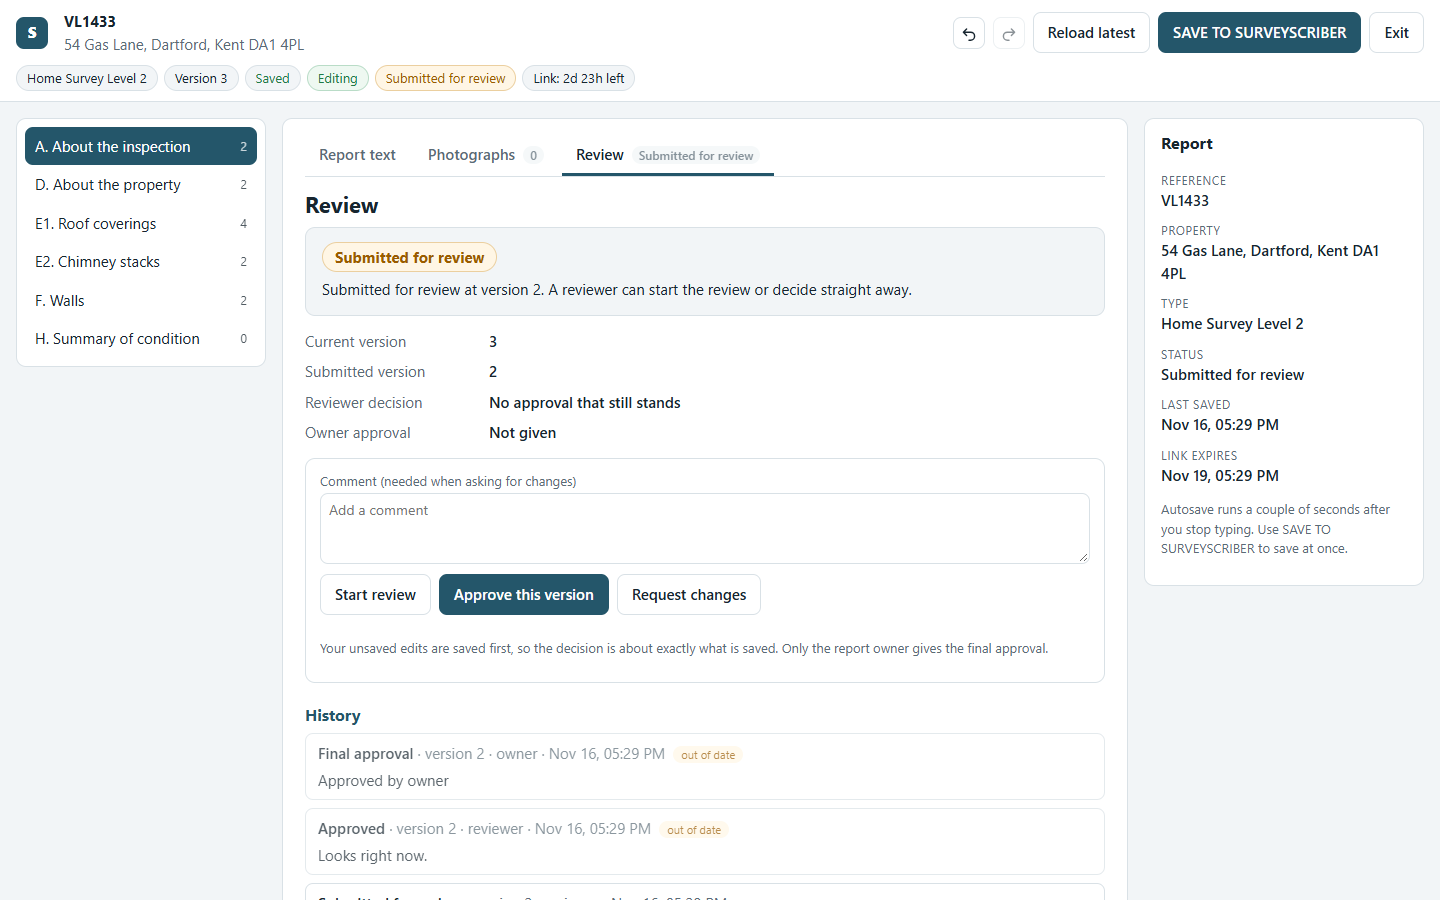 S
VL1433
54 Gas Lane, Dartford, Kent DA1 4PL
Reload latest
SAVE TO SURVEYSCRIBER
Exit
Home Survey Level 2
Version 3
Saved
Editing
Submitted for review
Link: 2d 23h left
A. About the inspection 2
D. About the property 2
E1. Roof coverings 4
E2. Chimney stacks 2
F. Walls 2
H. Summary of condition 0
Report text
Photographs 0
Review Submitted for review
Review
Submitted for review
Submitted for review at version 2. A reviewer can start the review or decide straight away.
Current version 3
Submitted version 2
Reviewer decision No approval that still stands
Owner approval Not given
Comment (needed when asking for changes)
Add a comment
Start review
Approve this version
Request changes
Your unsaved edits are saved first, so the decision is about exactly what is saved. Only the report owner gives the final approval.
History
Final approval · version 2 · owner · Nov 16, 05:29 PM out of date
Approved by owner
Approved · version 2 · reviewer · Nov 16, 05:29 PM out of date
Looks right now.
Report
REFERENCE
VL1433
PROPERTY
54 Gas Lane, Dartford, Kent DA1
4PL
TYPE
Home Survey Level 2
STATUS
Submitted for review
LAST SAVED
Nov 16, 05:29 PM
LINK EXPIRES
Nov 19, 05:29 PM
Autosave runs a couple of seconds after
you stop typing. Use SAVE TO
SURVEYSCRIBER to save at once.